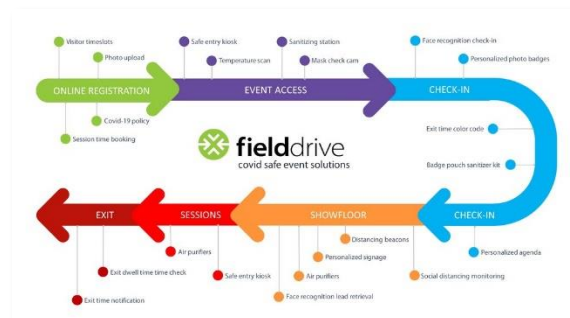 Visitor timeslots
Photo upload
ONLINE REGISTRATION
Covid-19 policy
Session time booking
Safe entry kiosk
Temperature scan
Sanitizing station
Mask check cam
EVENT ACCESS
Face recognition check-in
Personalized photo badges
CHECK-IN
Exit time color code
Badge pouch sanitizer kit
fielddrive
covid safe event solutions
CHECK-IN
Personalized agenda
SHOWFLOOR
Distancing beacons
Personalized signage
Air purifiers
Face recognition lead retrieval
Social distancing monitoring
SESSIONS
Air purifiers
Safe entry kiosk
EXIT
Exit dwell time time check
Exit time notification